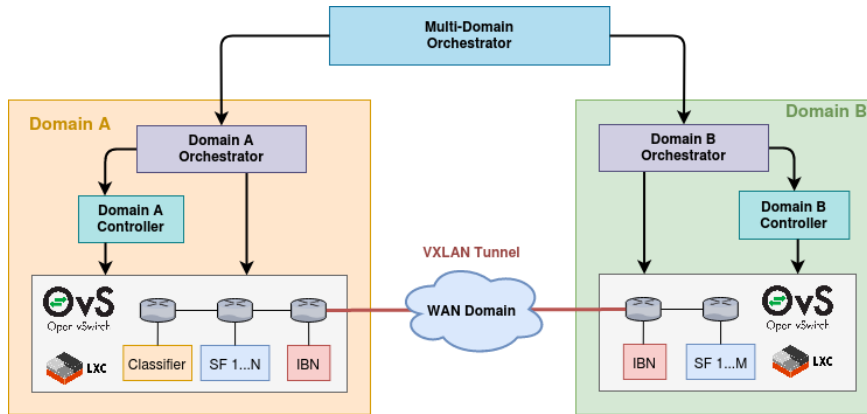 Multi-Domain
Orchestrator
Domain A
Domain B
Domain A
Orchestrator
Domain B
Orchestrator
Domain A
Controller
Domain B
Controller
VXLAN Tunnel
WAN Domain
OvS
Open vSwitch
LXC
Classifier
SF 1...N
IBN
OvS
Open vSwitch
LXC
IBN
SF 1...M